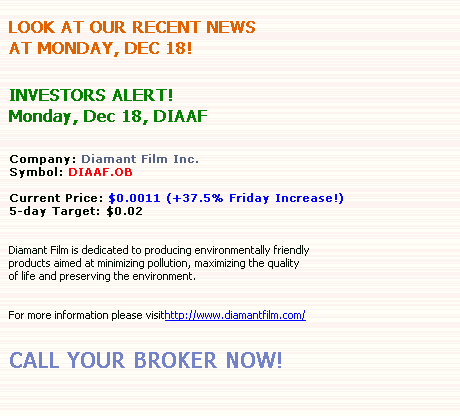 LOOK AT OUR RECENT NEWS
AT MONDAY, DEC 18!
INVESTORS ALERT!
Monday, Dec 18, DIAAF
Company: Diamant Film Inc.
Symbol: DIAAF.OB
Current Price: $0.0011 (+37.5% Friday Increase!)
5-day Target: $0.02
Diamant Film is dedicated to producing environmentally friendly
products aimed at minimizing pollution, maximizing the quality
of life and preserving the environment.
For more information please visithttp://www.diamantfilm.com/
CALL YOUR BROKER NOW!